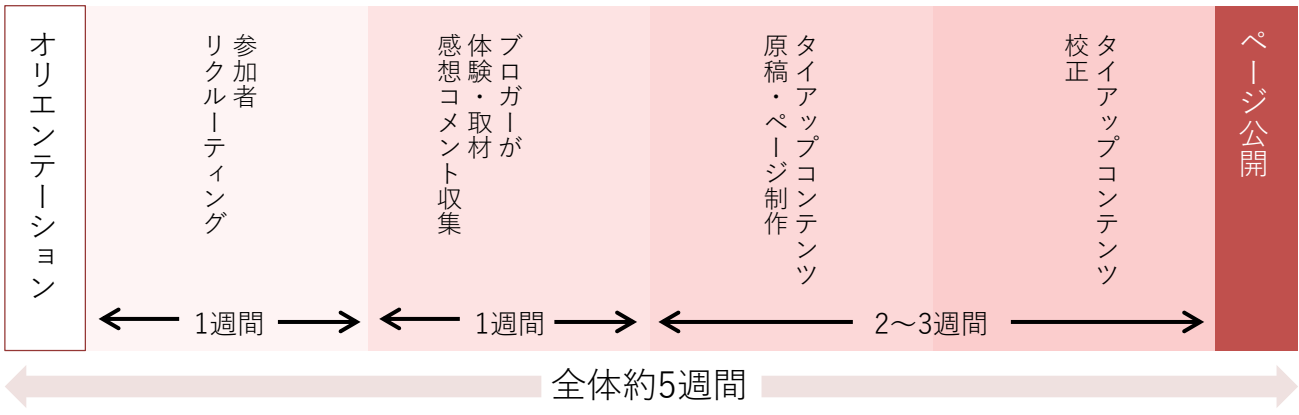 オリエンテーション
参加者
リクルーティング
ブロガーが
体験・取材
感想コメント収集
タイアップコンテンツ
原稿・ページ制作
タイアップコンテンツ
校正
ページ公開
1週間
1週間
2～3週間
全体約5週間